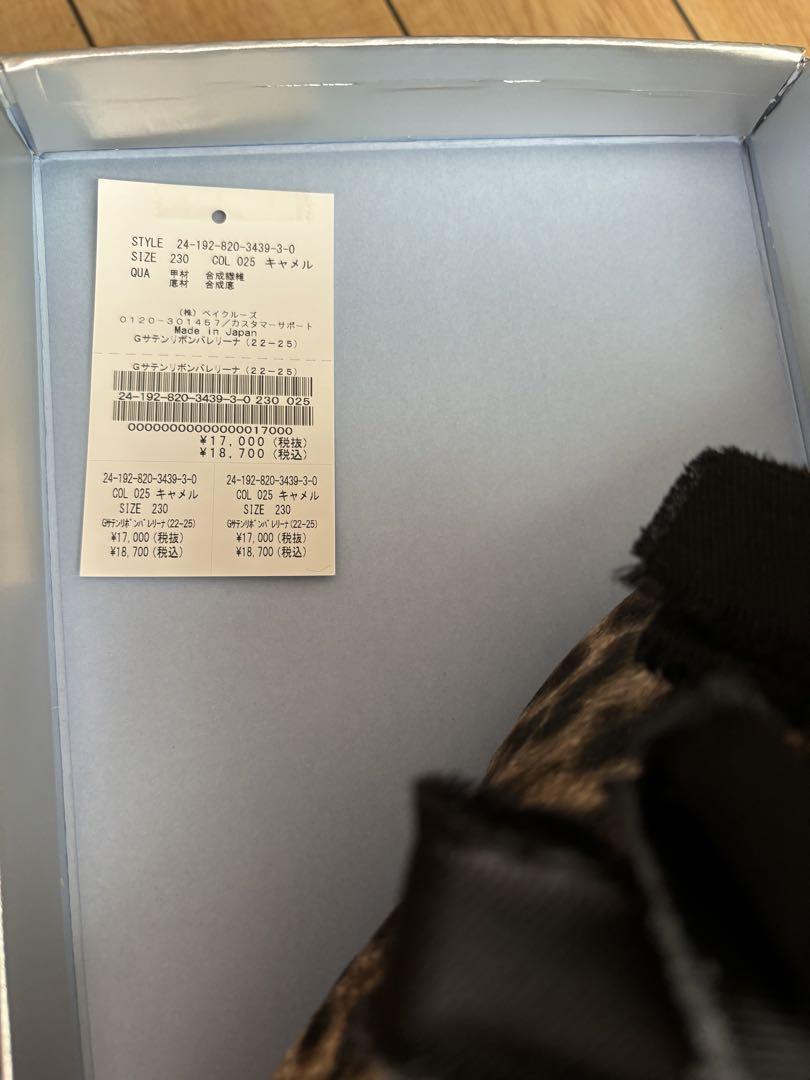 STYLE 24-192-820-3439-3-0
SIZE 230 COL 025 キャメル
QUA 甲材 合成繊維
底材 合成底
(株) ベイクルーズ
0120-301457/カスタマーサポート
Made in Japan
Gサテンリボンバレリーナ(22-25)
Gサテンリボンバレリーナ(22-25)
24-192-820-3439-3-0 230 025
00000000000000017000
¥17,000(税抜)
¥18,700(税込)
24-192-820-3439-3-0
COL 025 キャメル
SIZE 230
Gサテンリボンバレリーナ(22-25)
¥17,000(税抜)
¥18,700(税込)
24-192-820-3439-3-0
COL 025 キャメル
SIZE 230
Gサテンリボンバレリーナ(22-25)
¥17,000(税抜)
¥18,700(税込)